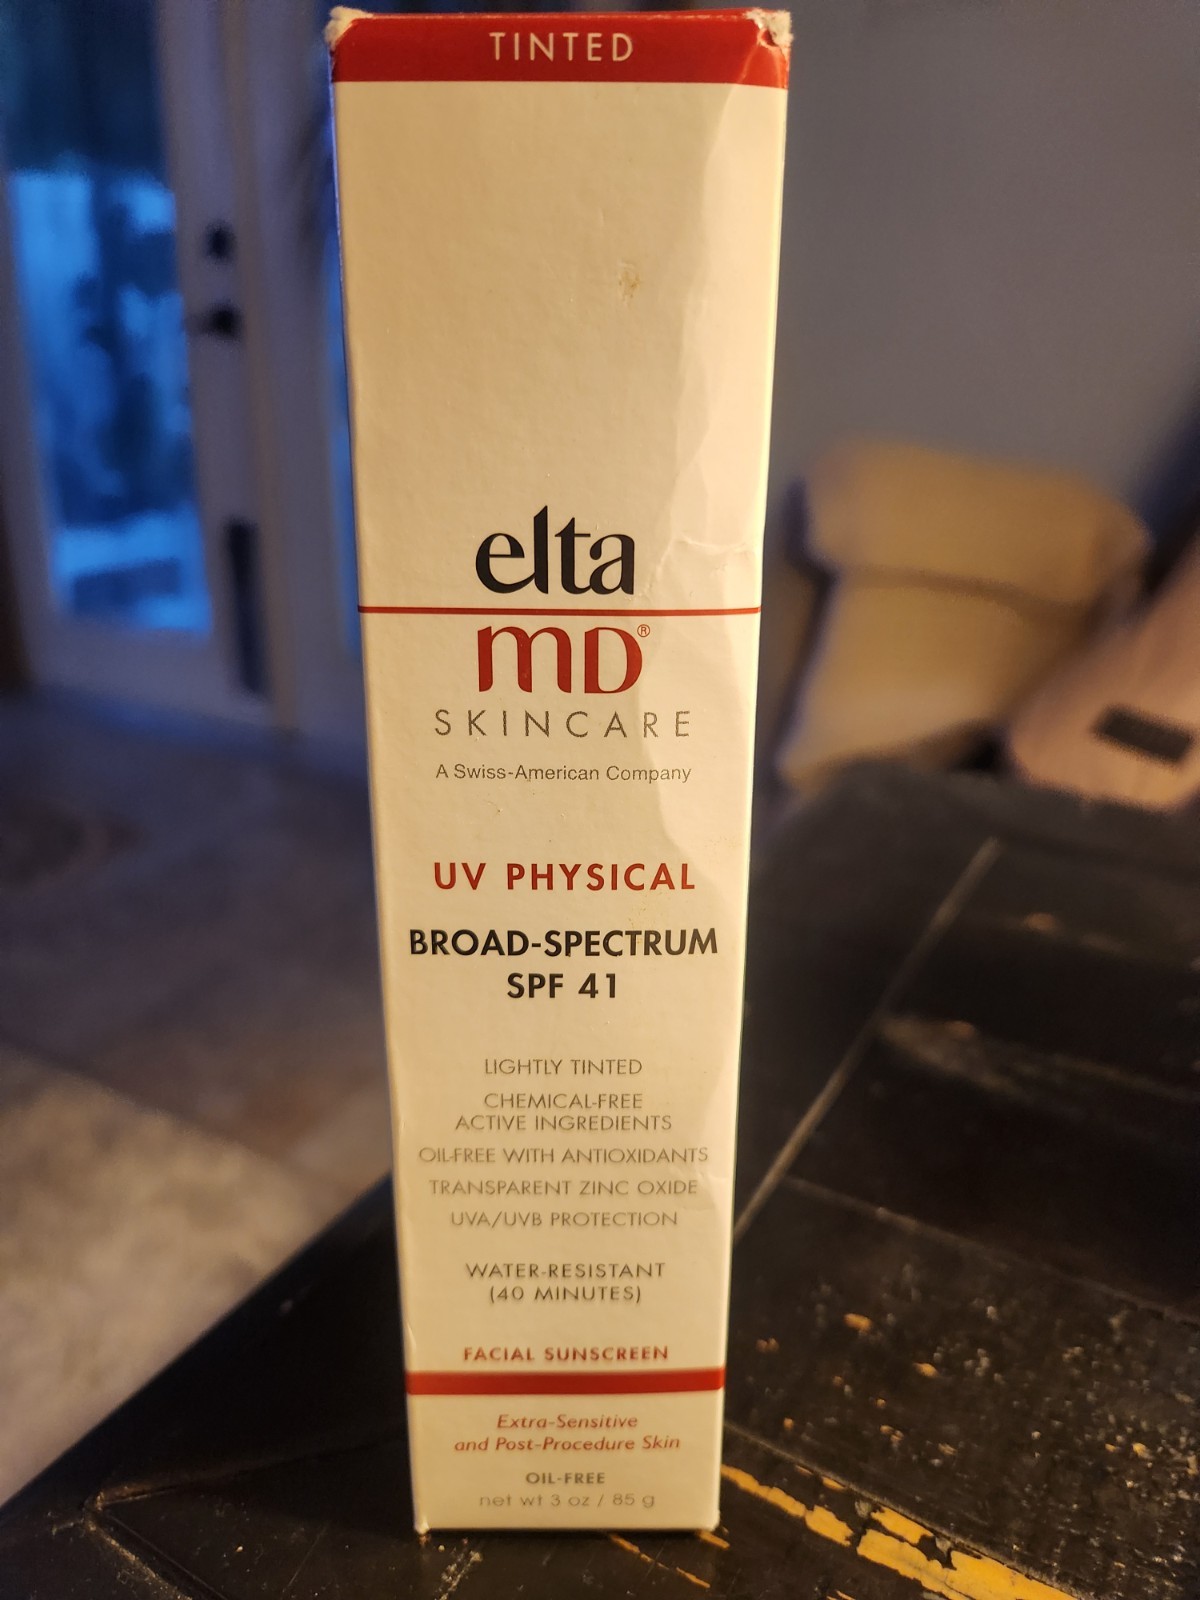 TINTED
elta
MD®
SKINCARE
A Swiss-American Company
UV PHYSICAL
BROAD-SPECTRUM
SPF 41
LIGHTLY TINTED
CHEMICAL-FREE
ACTIVE INGREDIENTS
OIL-FREE WITH ANTIOXIDANTS
TRANSPARENT ZINC OXIDE
UVA/UVB PROTECTION
WATER-RESISTANT
(40 MINUTES)
FACIAL SUNSCREEN
Extra-Sensitive
and Post-Procedure Skin
OIL-FREE
net wt 3 oz / 85 g